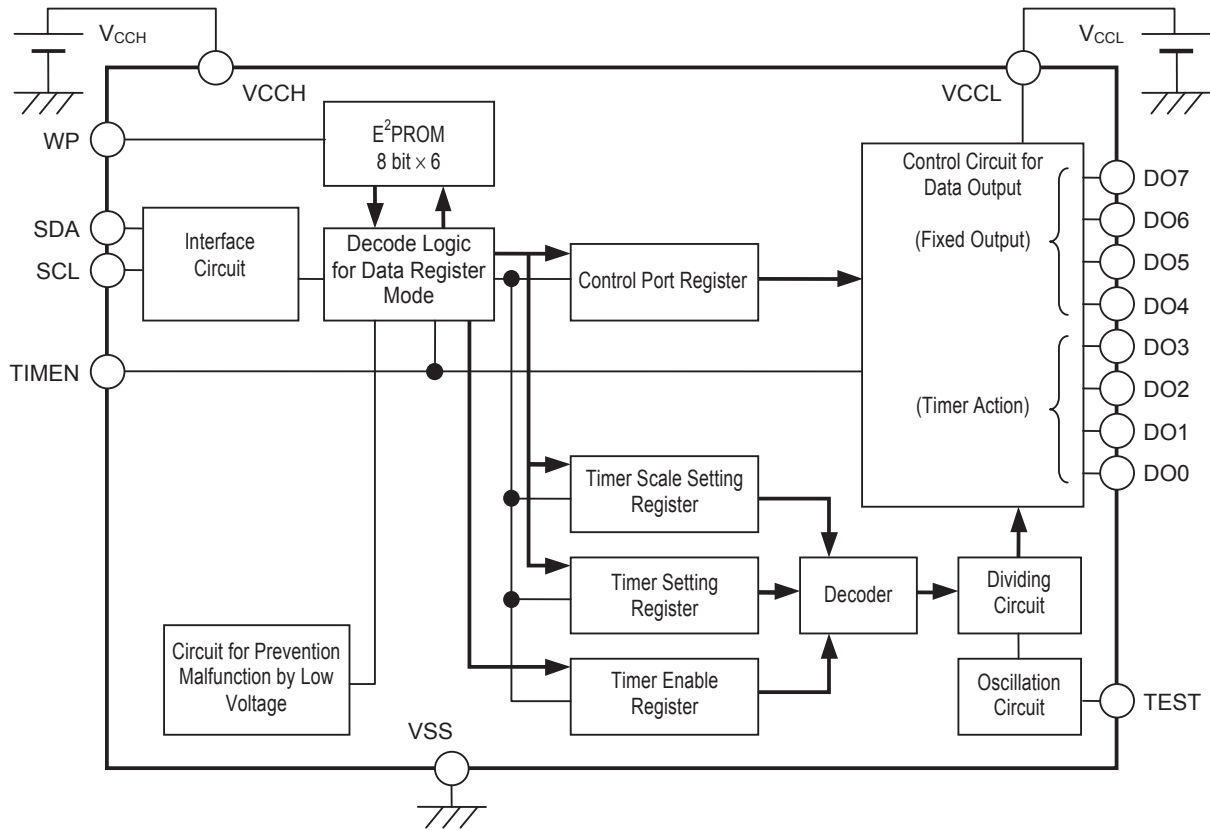 V_CCH
V_CCL
VCCH
VCCL
WP
E²PROM
8 bit × 6
Control Circuit for
Data Output
(Fixed Output)
(Timer Action)
DO7
DO6
DO5
DO4
DO3
DO2
DO1
DO0
SDA
SCL
Interface
Circuit
Decode Logic
for Data Register
Mode
Control Port Register
TIMEN
Timer Scale Setting
Register
Timer Setting
Register
Decoder
Dividing
Circuit
Circuit for Prevention
Malfunction by Low
Voltage
Timer Enable
Register
Oscillation
Circuit
TEST
VSS